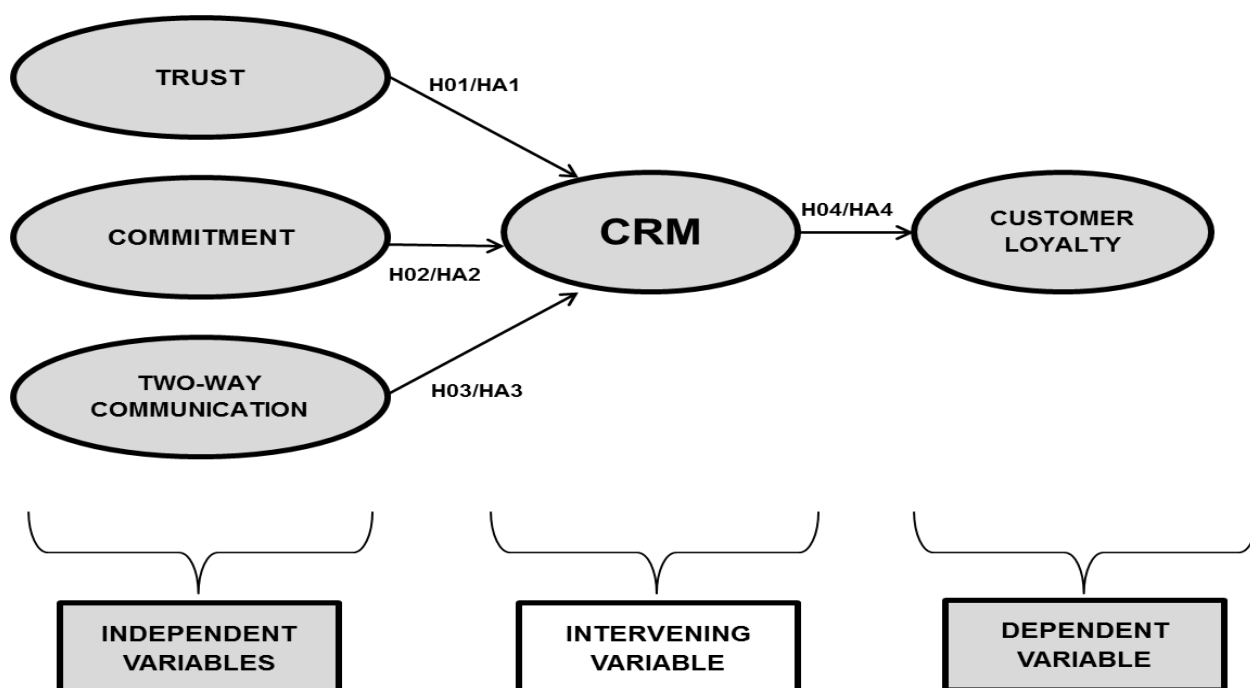 TRUST
H01/HA1
COMMITMENT
H02/HA2
CRM
H04/HA4
CUSTOMER
LOYALTY
TWO-WAY
COMMUNICATION
H03/HA3
INDEPENDENT
VARIABLES
INTERVENING
VARIABLE
DEPENDENT
VARIABLE